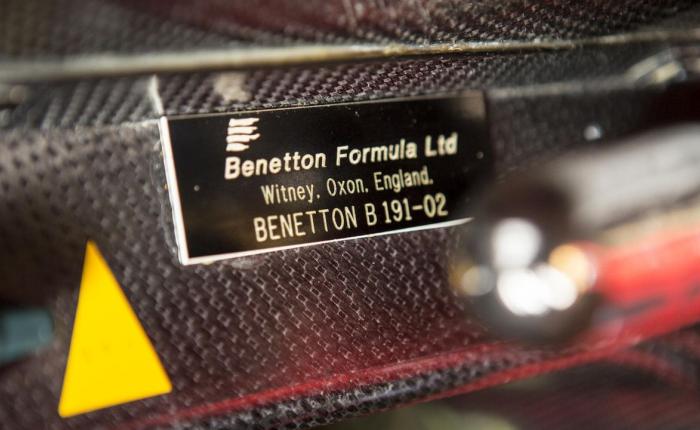 Benetton Formula Ltd
Witney, Oxon, England.
BENETTON B 191-02